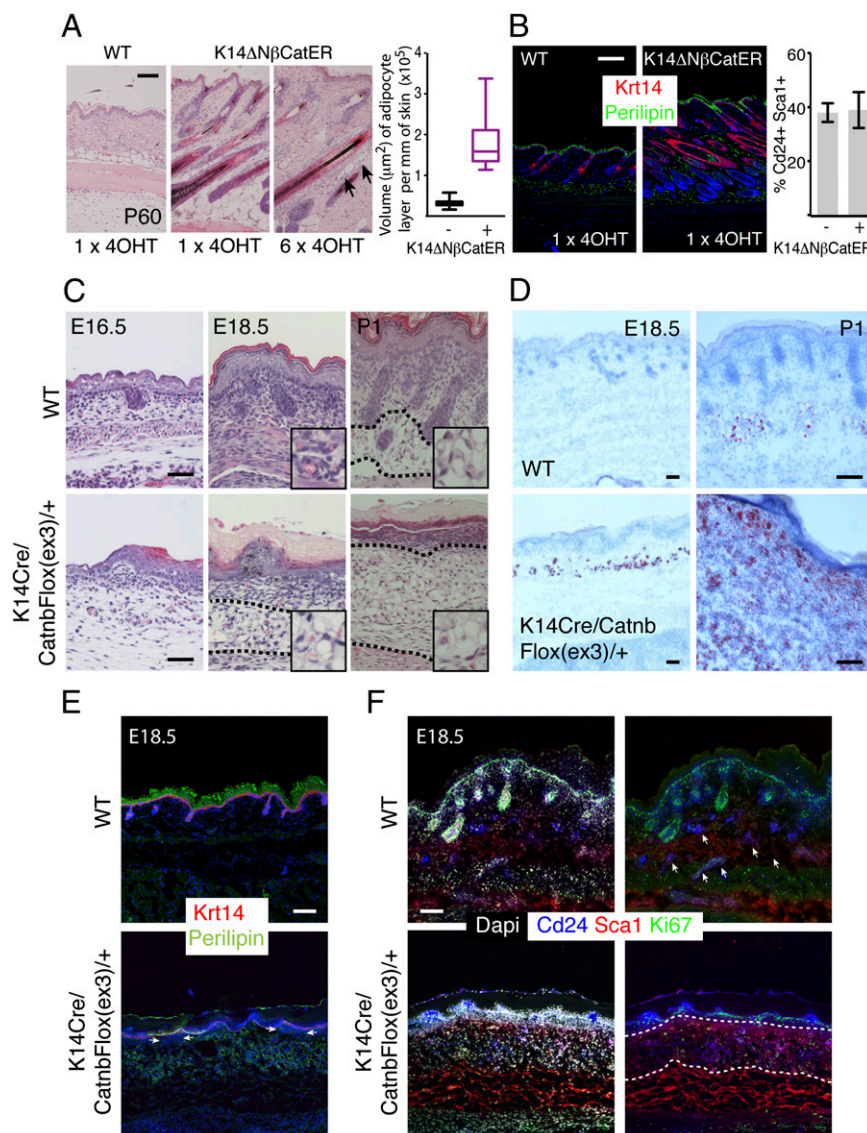 A
WT
K14ΔNβCatER
P60
1 x 4OHT
1 x 4OHT
6 x 4OHT
Volume (μm²) of adipocyte
layer per mm of skin (x10⁵)
4
3
2
1
0
- +
K14ΔNβCatER
B
WT
K14ΔNβCatER
Krt14
Perilipin
1 x 4OHT
1 x 4OHT
% Cd24+ Sca1+
60
40
20
- +
K14ΔNβCatER
C
E16.5
E18.5
P1
WT
K14Cre/
CatnbFlox(ex3)/+
D
E18.5
P1
WT
K14Cre/Catnb
Flox(ex3)/+
E
E18.5
WT
Krt14
Perilipin
K14Cre/
CatnbFlox(ex3)/+
F
E18.5
WT
Dapi Cd24 Sca1 Ki67
K14Cre/
CatnbFlox(ex3)/+